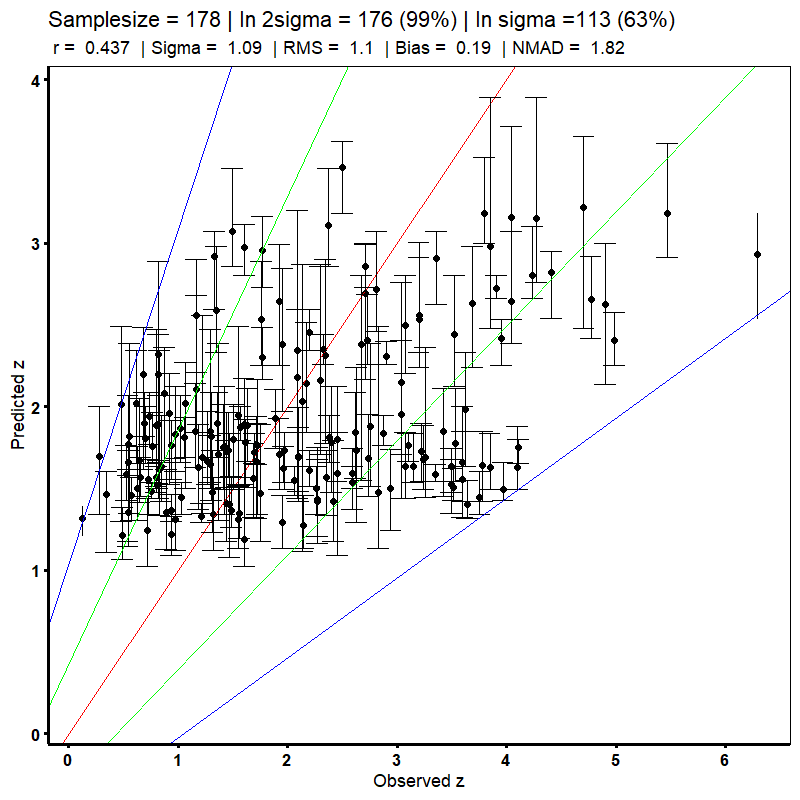 Samplesize = 178 | In 2sigma = 176 (99%) | In sigma =113 (63%)
r = 0.437 | Sigma = 1.09 | RMS = 1.1 | Bias = 0.19 | NMAD = 1.82
4
3
2
1
0
Predicted z
0 1 2 3 4 5 6
Observed z